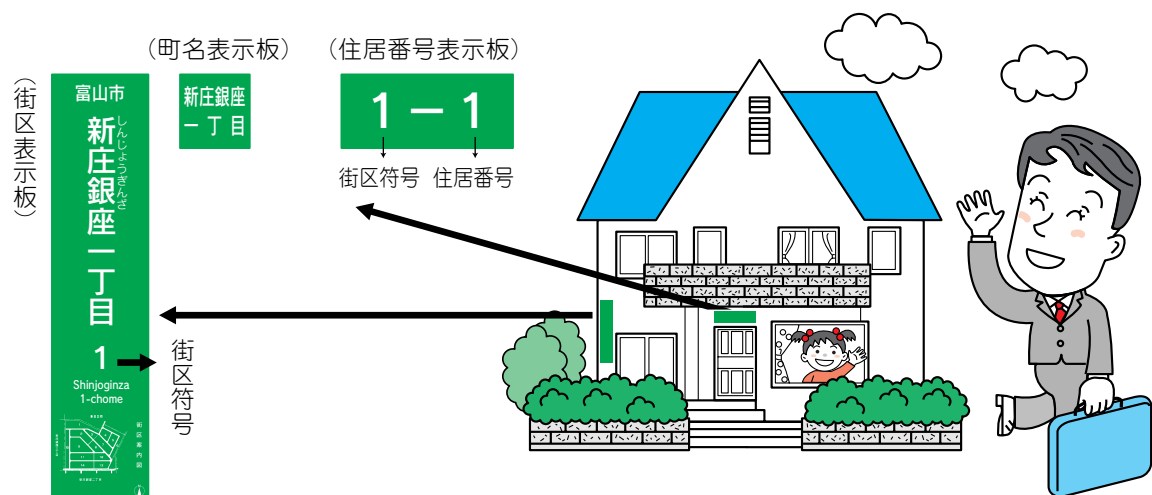 （街区表示板）
富山市
新庄銀座一丁目
しんじょうぎんざ
1
Shinjoginza
1-chome
街区符号
（町名表示板）
新庄銀座
一丁目
（住居番号表示板）
1－1
街区符号
住居番号